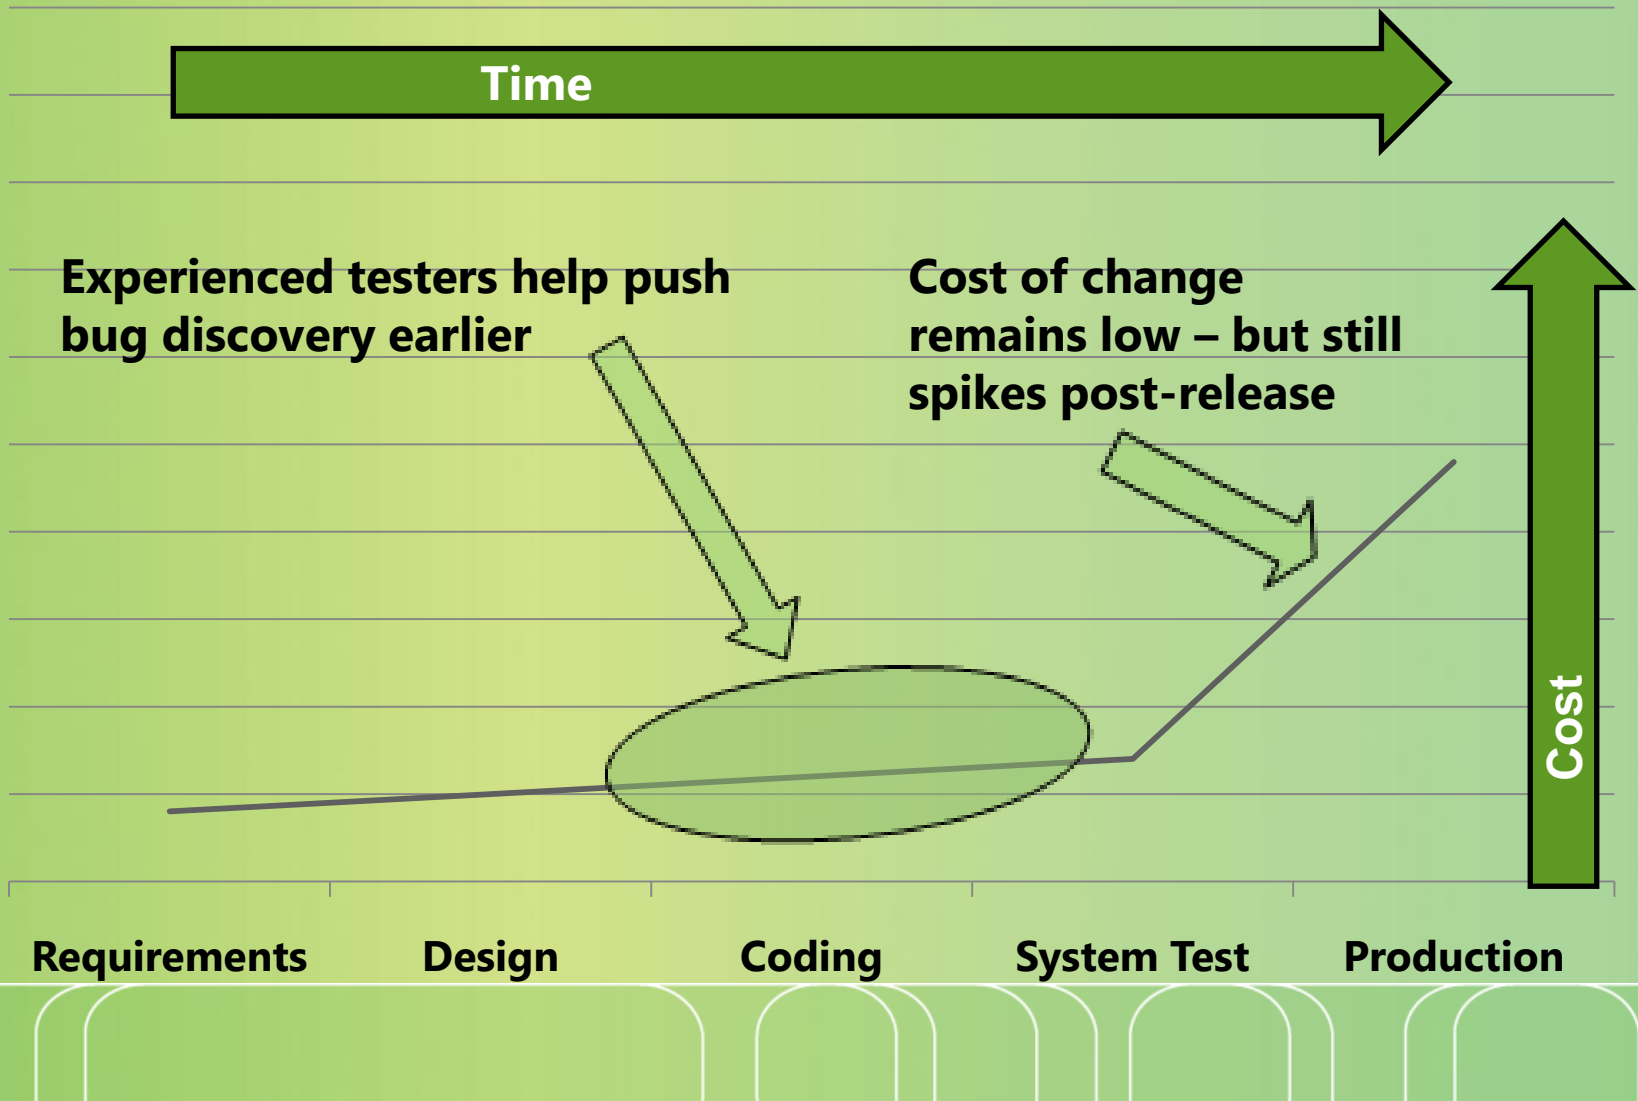 Time
Experienced testers help push
bug discovery earlier
Cost of change
remains low – but still
spikes post-release
Cost
Requirements
Design
Coding
System Test
Production